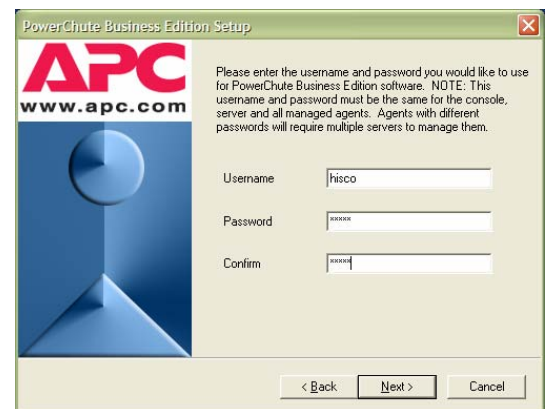 PowerChute Business Edition Setup
APC
www.apc.com
Please enter the username and password you would like to use
for PowerChute Business Edition software. NOTE: This
username and password must be the same for the console,
server and all managed agents. Agents with different
passwords will require multiple servers to manage them.
Username
hisco
Password
*****
Confirm
*****
< Back
Next >
Cancel